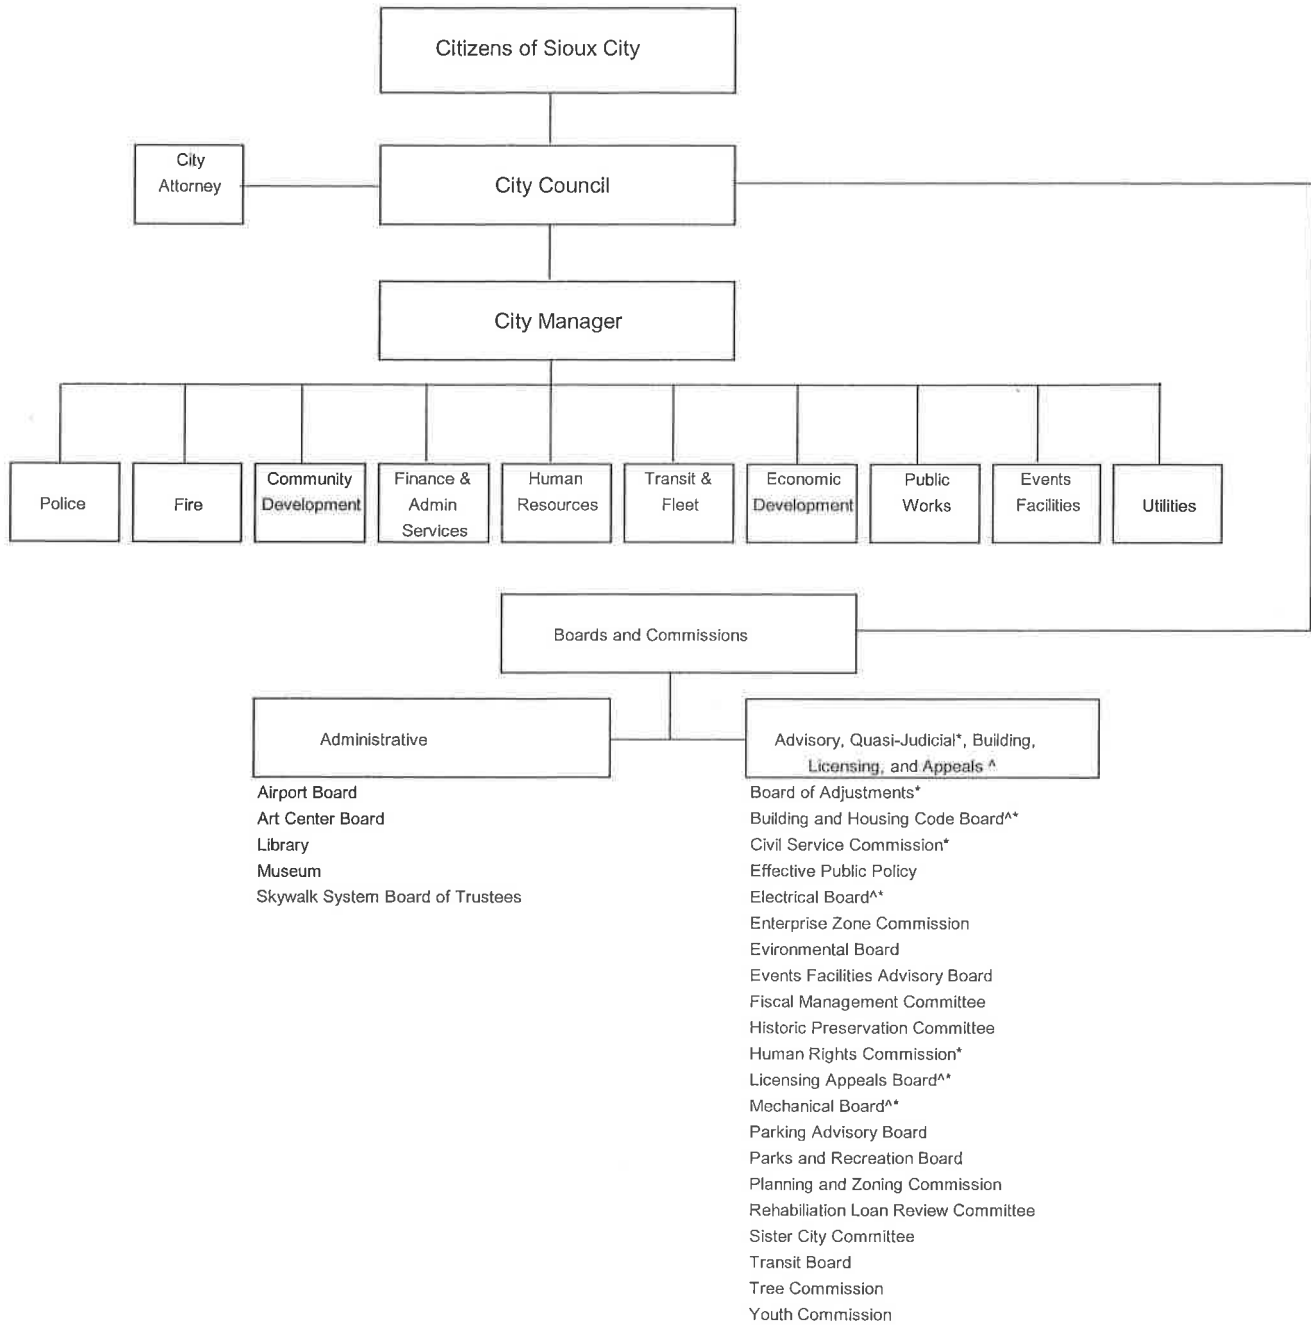 Citizens of Sioux City
City
Attorney
City Council
City Manager
Police
Fire
Community
Development
Finance &
Admin
Services
Human
Resources
Transit &
Fleet
Economic
Development
Public
Works
Events
Facilities
Utilities
Boards and Commissions
Administrative
Airport Board
Art Center Board
Library
Museum
Skywalk System Board of Trustees
Advisory, Quasi-Judicial*, Building,
Licensing, and Appeals ^
Board of Adjustments*
Building and Housing Code Board^*
Civil Service Commission*
Effective Public Policy
Electrical Board^*
Enterprise Zone Commission
Evironmental Board
Events Facilities Advisory Board
Fiscal Management Committee
Historic Preservation Committee
Human Rights Commission*
Licensing Appeals Board^*
Mechanical Board^*
Parking Advisory Board
Parks and Recreation Board
Planning and Zoning Commission
Rehabiliation Loan Review Committee
Sister City Committee
Transit Board
Tree Commission
Youth Commission